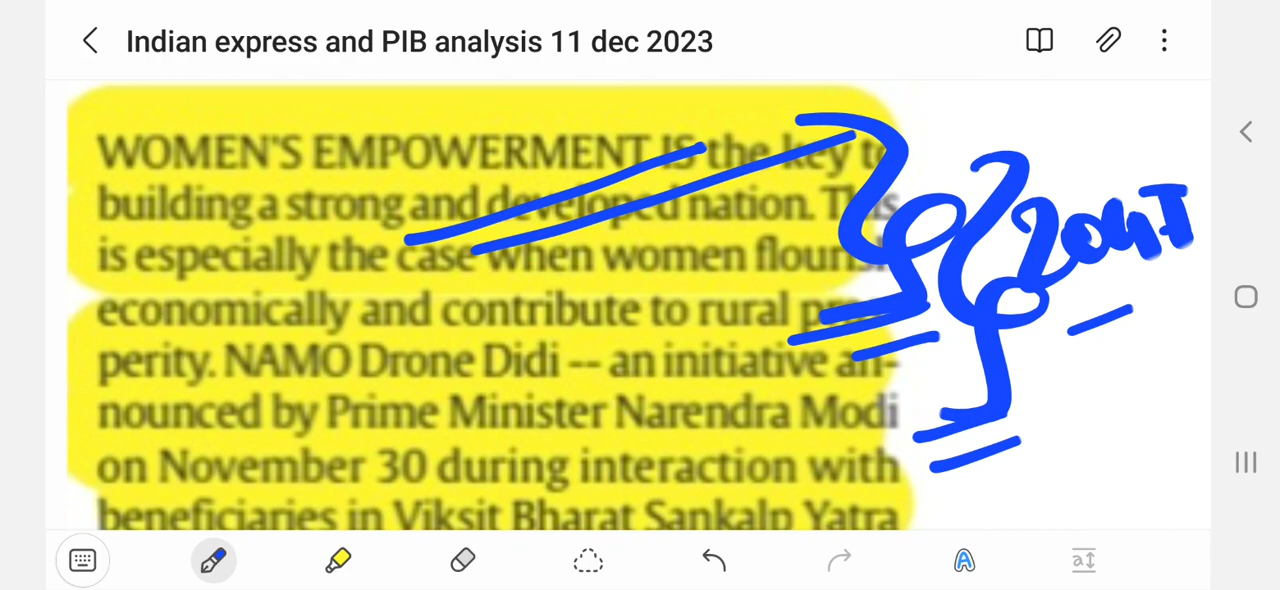 Indian express and PIB analysis 11 dec 2023
WOMEN'S EMPOWERMENT IS the key to
building a strong and developed nation. This
is especially the case when women flourish
economically and contribute to rural pros-
perity. NAMO Drone Didi -- an initiative an-
nounced by Prime Minister Narendra Modi
on November 30 during interaction with
beneficiaries in Viksit Bharat Sankalp Yatra